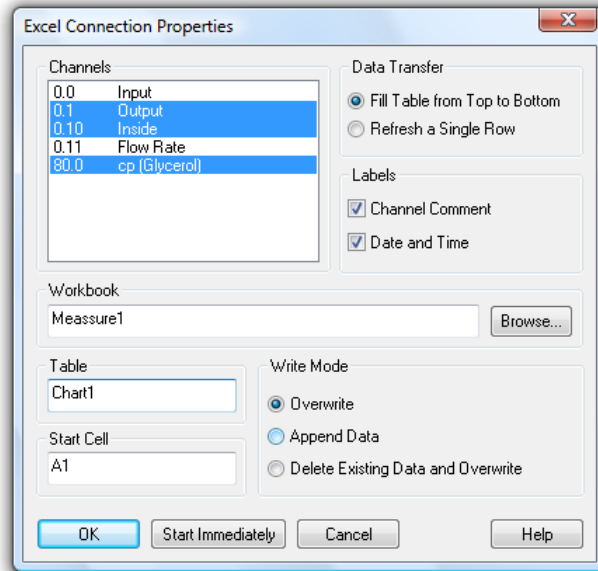 Excel Connection Properties
Channels
0.0 Input
0.1 Output
0.10 Inside
0.11 Flow Rate
80.0 cp (Glycerol)
Data Transfer
Fill Table from Top to Bottom
Refresh a Single Row
Labels
Channel Comment
Date and Time
Workbook
Meassure1
Browse...
Table
Chart1
Start Cell
A1
Write Mode
Overwrite
Append Data
Delete Existing Data and Overwrite
OK
Start Immediately
Cancel
Help